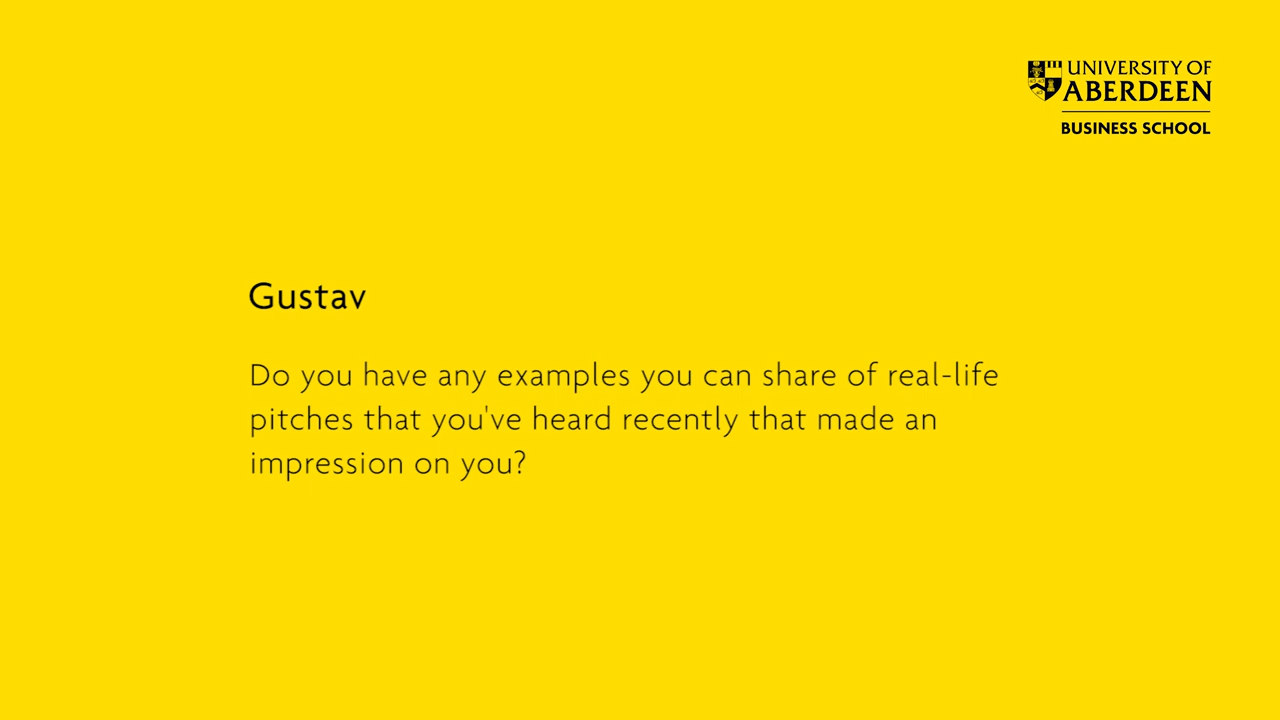 UNIVERSITY OF
ABERDEEN
BUSINESS SCHOOL
Gustav
Do you have any examples you can share of real-life
pitches that you've heard recently that made an
impression on you?